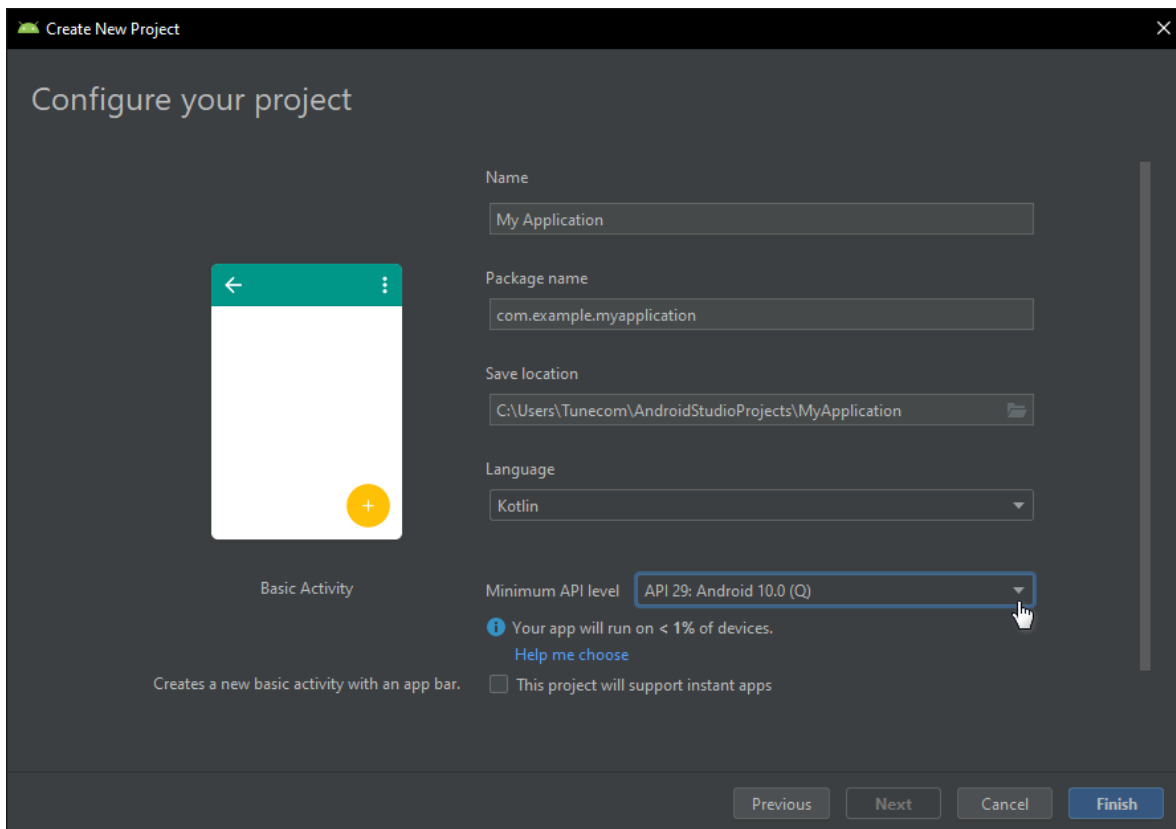 Create New Project
Configure your project
Name
My Application
Package name
com.example.myapplication
Save location
C:\Users\Tunecom\AndroidStudioProjects\MyApplication
Language
Kotlin
Basic Activity
Minimum API level API 29: Android 10.0 (Q)
Your app will run on < 1% of devices.
Help me choose
Creates a new basic activity with an app bar.
This project will support instant apps
Previous Next Cancel Finish